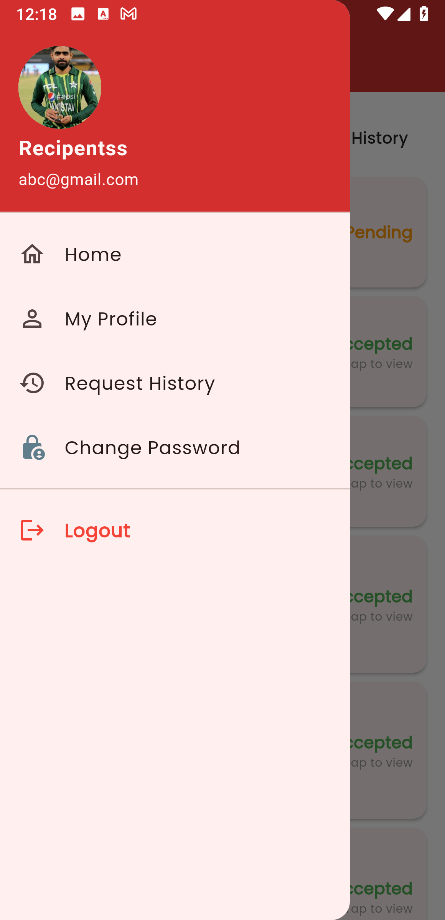 12:18
Recipentss
abc@gmail.com
Home
My Profile
Request History
Change Password
Logout
History
Pending
ccepted
ap to view
ccepted
ap to view
ccepted
ap to view
ccepted
ap to view
ccepted
ap to view